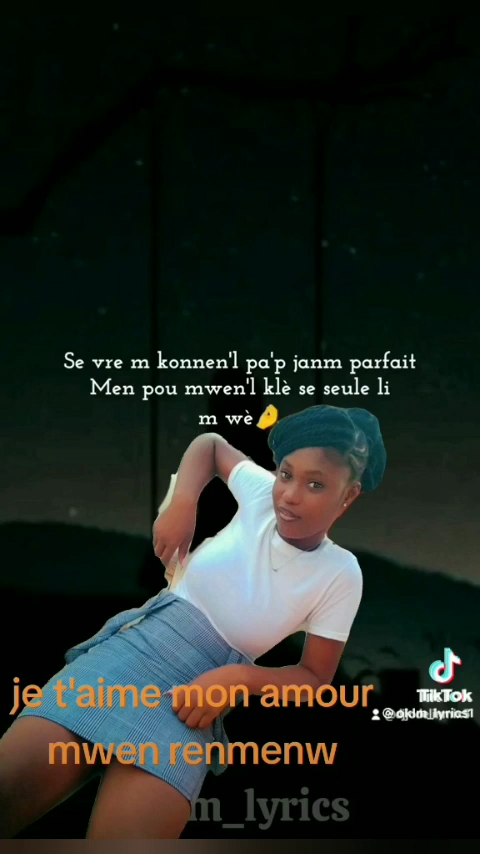 Se vre m konnen'l pa'p janm parfait
Men pou mwen'l klè se seule li
m wè🤌
je t'aime mon amour
mwen renmenw
TikTok
m_lyrics